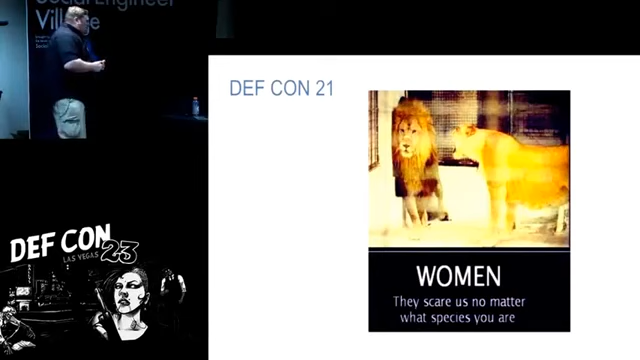 Social Engineer
Village
DEF CON 21
WOMEN
They scare us no matter
what species you are
DEF CON
23
LAS VEGAS